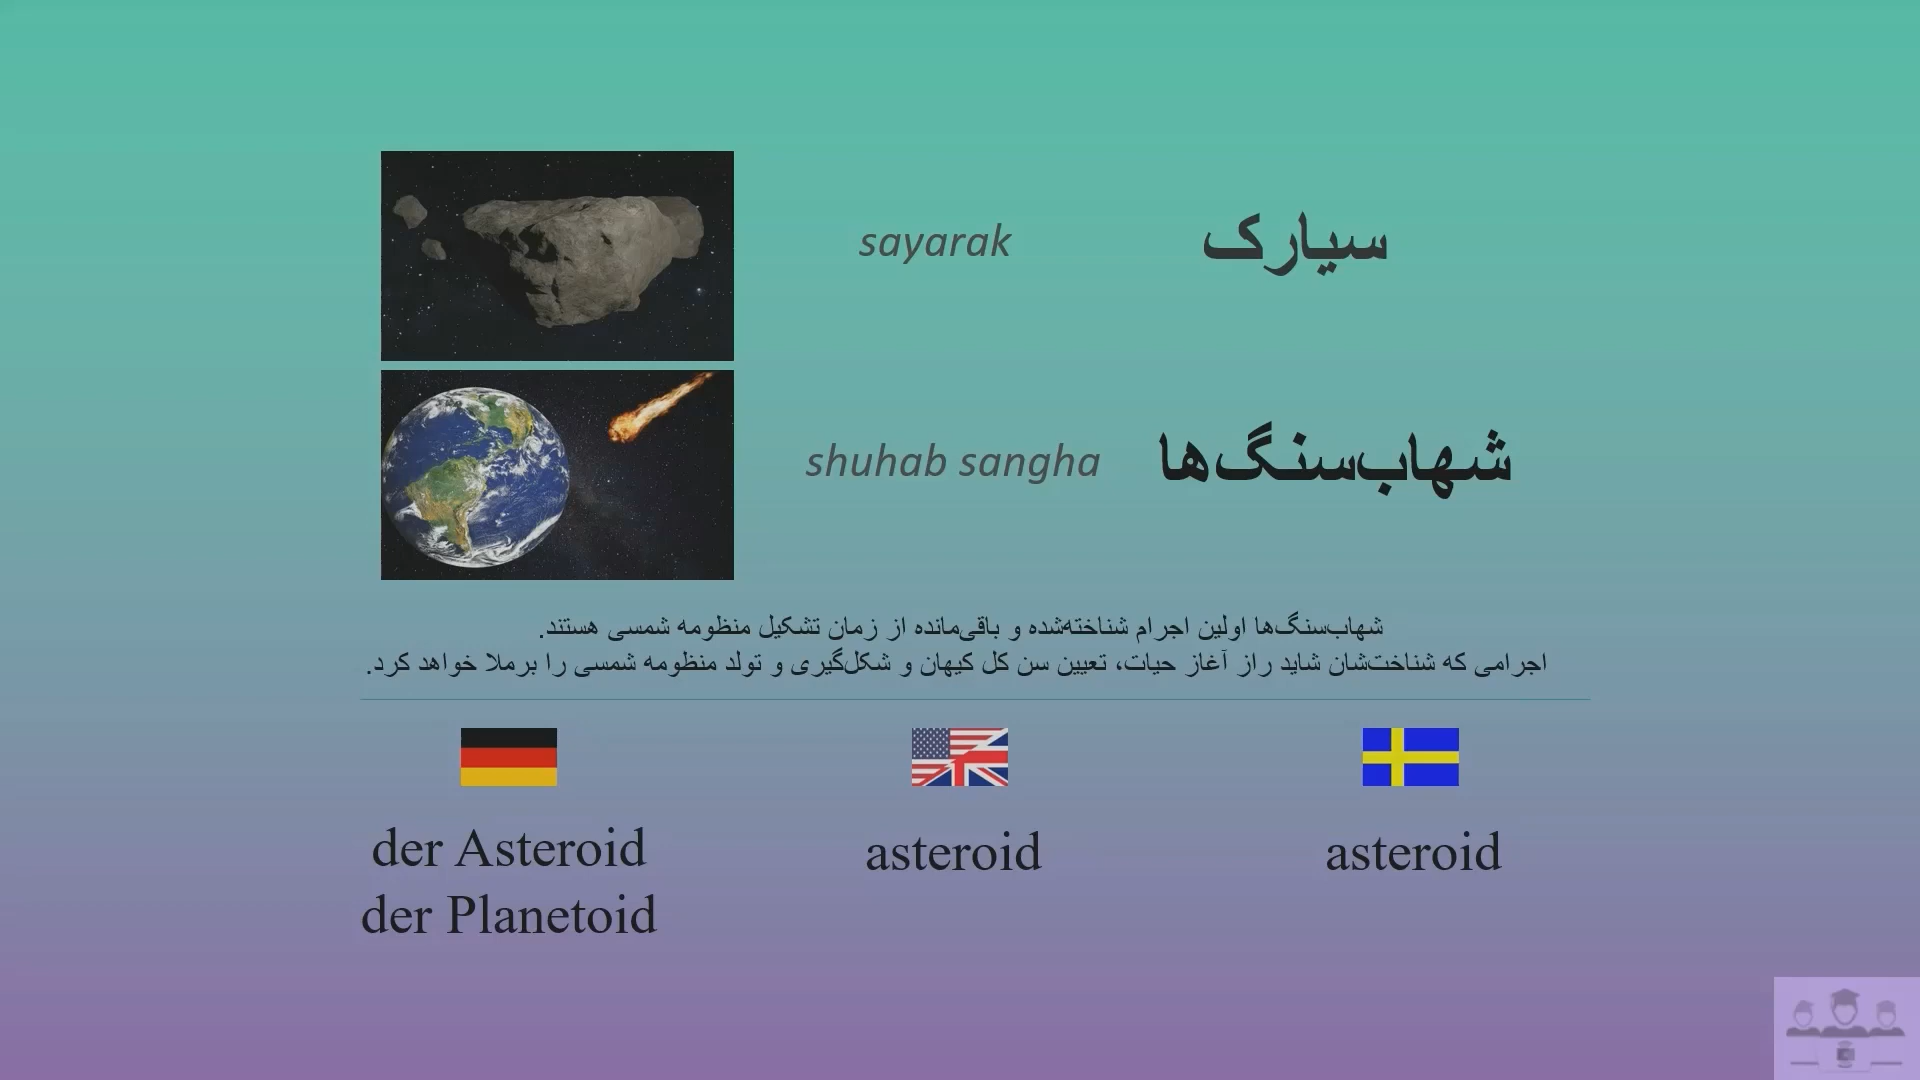 sayarak سیارک
shuhab sangha شهاب‌سنگ‌ها
شهاب‌سنگ‌ها اولین اجرام شناخته‌شده و باقی‌مانده از زمان تشکیل منظومه شمسی هستند.
اجرامی که شناخت‌شان شاید راز آغاز حیات، تعیین سن کل کیهان و شکل‌گیری و تولد منظومه شمسی را برملا خواهد کرد.
der Asteroid asteroid asteroid
der Planetoid